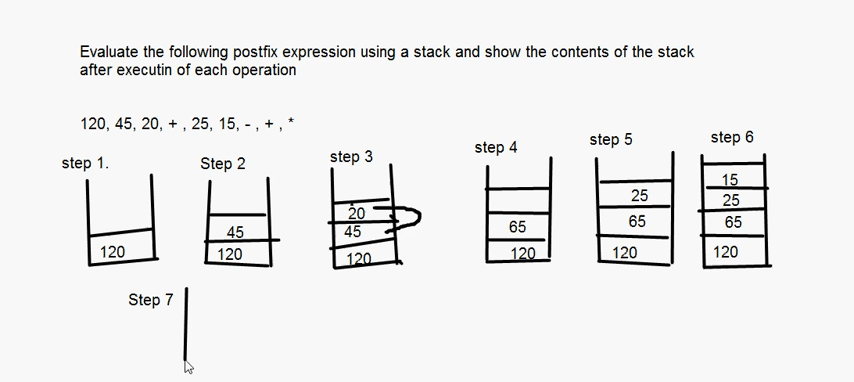 Evaluate the following postfix expression using a stack and show the contents of the stack
after executin of each operation
120, 45, 20, + , 25, 15, - , + , *
step 1.
120
Step 2
45
120
step 3
20
45
120
step 4
65
120
step 5
25
65
120
step 6
15
25
65
120
Step 7